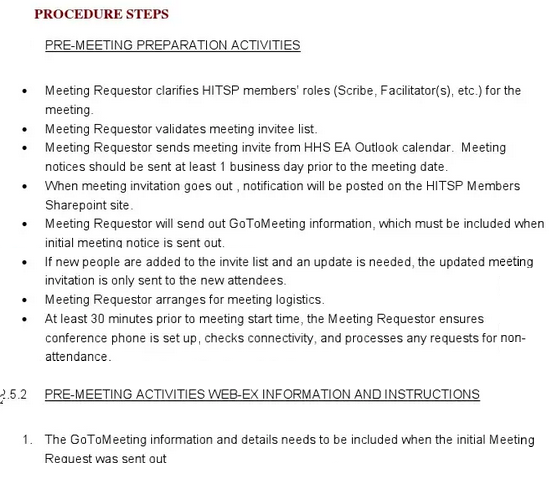 PROCEDURE STEPS
PRE-MEETING PREPARATION ACTIVITIES
• Meeting Requestor clarifies HITSP members' roles (Scribe, Facilitator(s), etc.) for the
meeting.
• Meeting Requestor validates meeting invitee list.
• Meeting Requestor sends meeting invite from HHS EA Outlook calendar. Meeting
notices should be sent at least 1 business day prior to the meeting date.
• When meeting invitation goes out , notification will be posted on the HITSP Members
Sharepoint site.
• Meeting Requestor will send out GoToMeeting information, which must be included when
initial meeting notice is sent out.
• If new people are added to the invite list and an update is needed, the updated meeting
invitation is only sent to the new attendees.
• Meeting Requestor arranges for meeting logistics.
• At least 30 minutes prior to meeting start time, the Meeting Requestor ensures
conference phone is set up, checks connectivity, and processes any requests for non-
attendance.
.5.2 PRE-MEETING ACTIVITIES WEB-EX INFORMATION AND INSTRUCTIONS
1. The GoToMeeting information and details needs to be included when the initial Meeting
Request was sent out